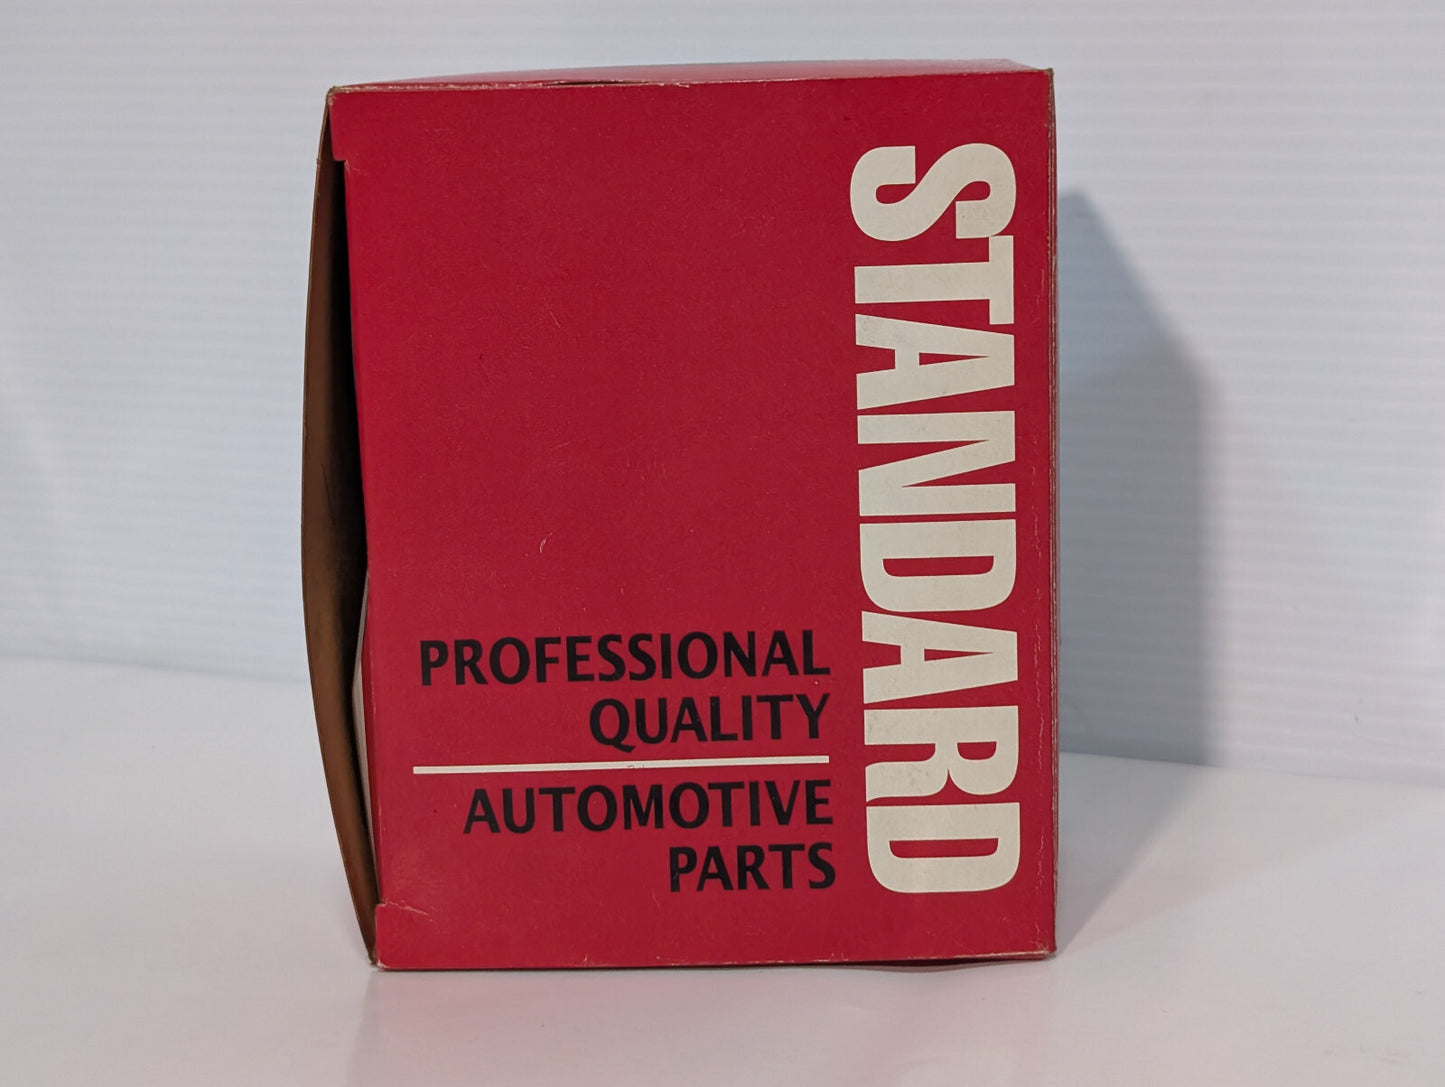 STANDARD
PROFESSIONAL
QUALITY
AUTOMOTIVE
PARTS